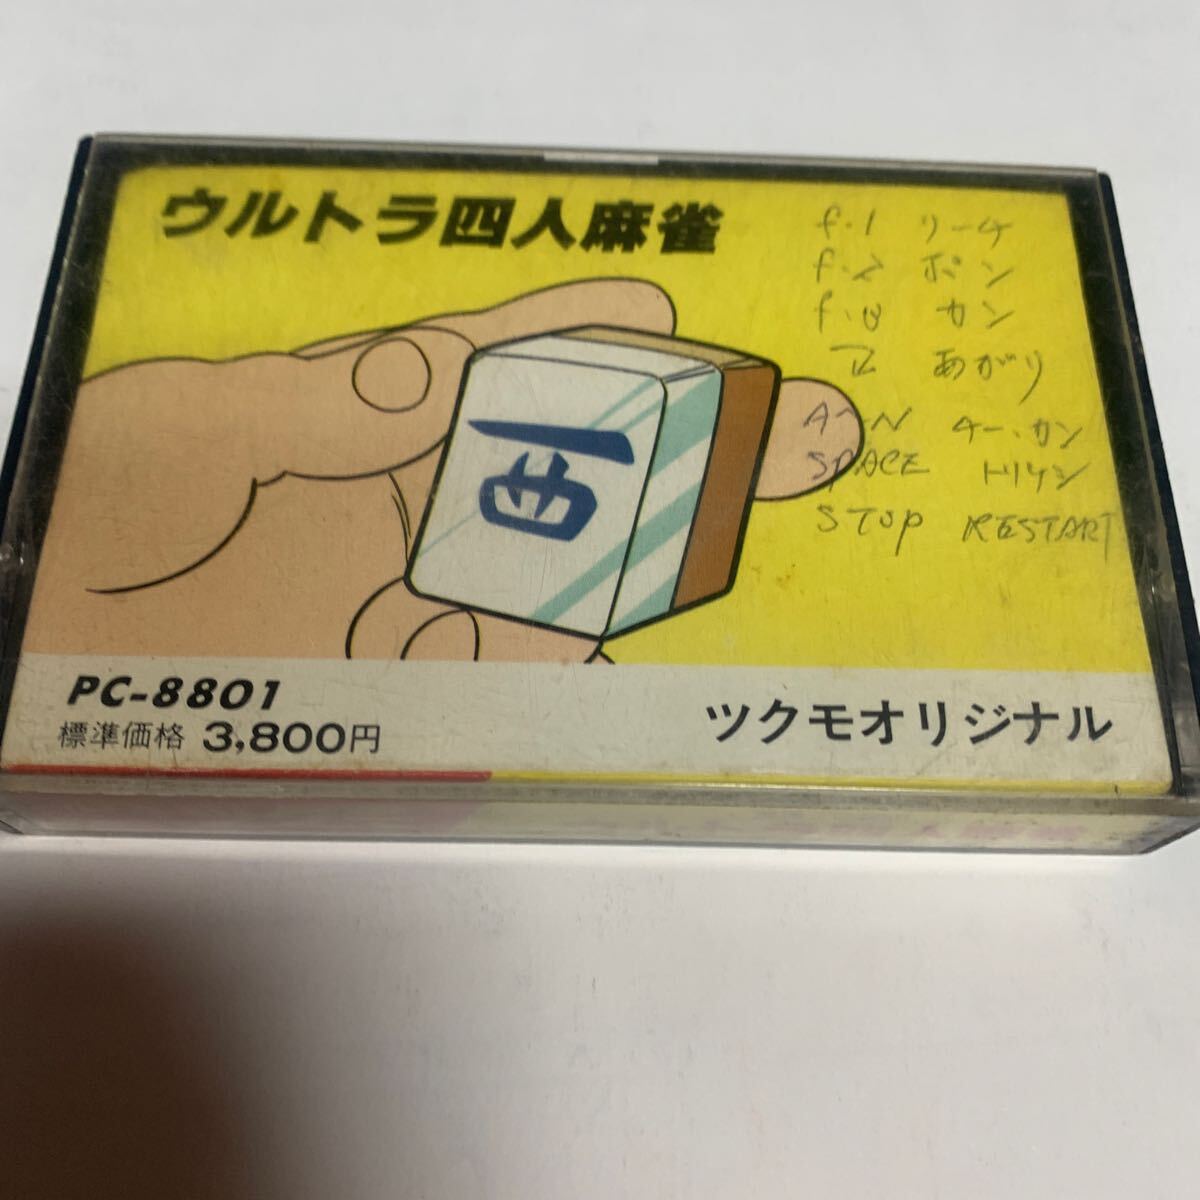 ウルトラ四人麻雀
f.1 リーチ
f.2 ポン
カン
あがり
A〜N チー、カン
SPACE トリケシ
STOP RESTART
西
PC-8801
標準価格 3,800円
ツクモオリジナル